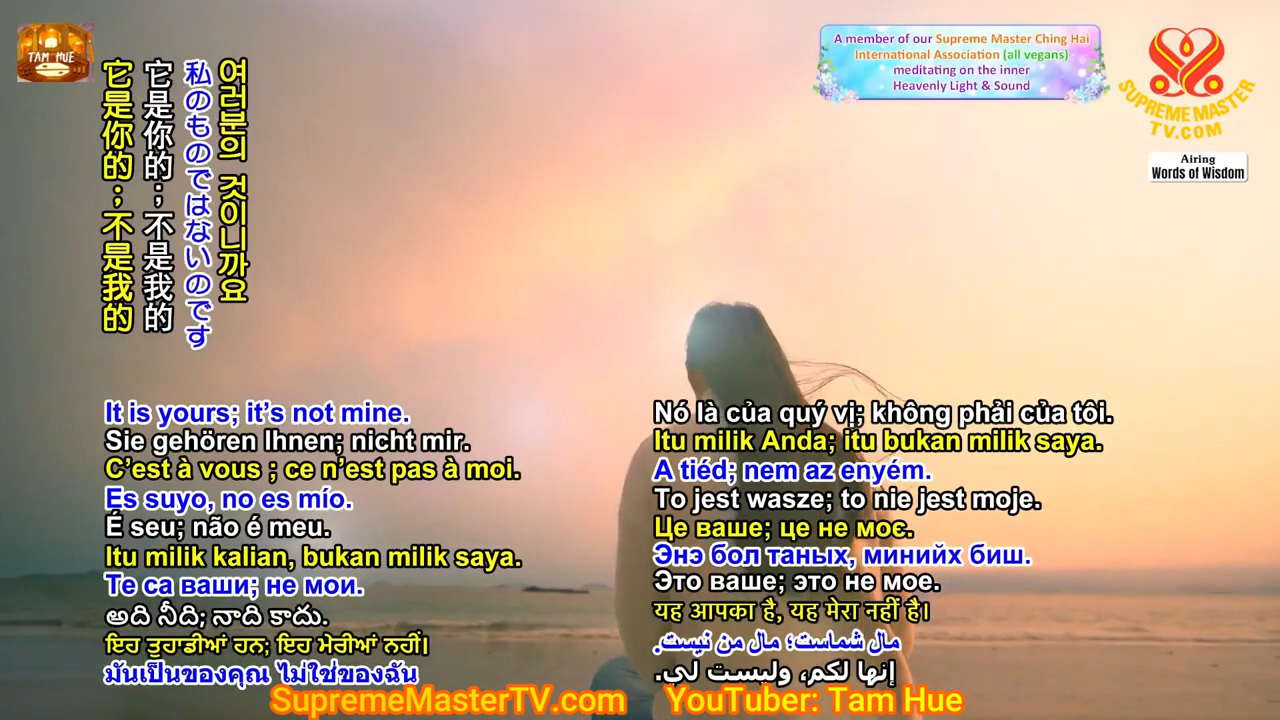 TAM HUE
A member of our Supreme Master Ching Hai
International Association (all vegans)
meditating on the inner
Heavenly Light & Sound
SUPREME MASTER
TV.COM
Airing
Words of Wisdom
여러분의 것이니까요
私のものではないのです
它是你的；不是我的
它是你的；不是我的
It is yours; it’s not mine.
Sie gehören Ihnen; nicht mir.
C’est à vous ; ce n’est pas à moi.
Es suyo, no es mío.
É seu; não é meu.
Itu milik kalian, bukan milik saya.
Те са ваши; не мои.
అది నీది; నాది కాదు.
ਇਹ ਤੁਹਾਡੀਆਂ ਹਨ; ਇਹ ਮੇਰੀਆਂ ਨਹੀਂ।
มันเป็นของคุณ ไม่ใช่ของฉัน
Nó là của quý vị; không phải của tôi.
Itu milik Anda; itu bukan milik saya.
A tiéd; nem az enyém.
To jest wasze; to nie jest moje.
Це ваше; це не моє.
Энэ бол таных, минийх биш.
Это ваше; это не мое.
यह आपका है, यह मेरा नहीं है।
مال شماست؛ مال من نیست.
إنها لكم، وليست لي.
SupremeMasterTV.com
YouTuber: Tam Hue